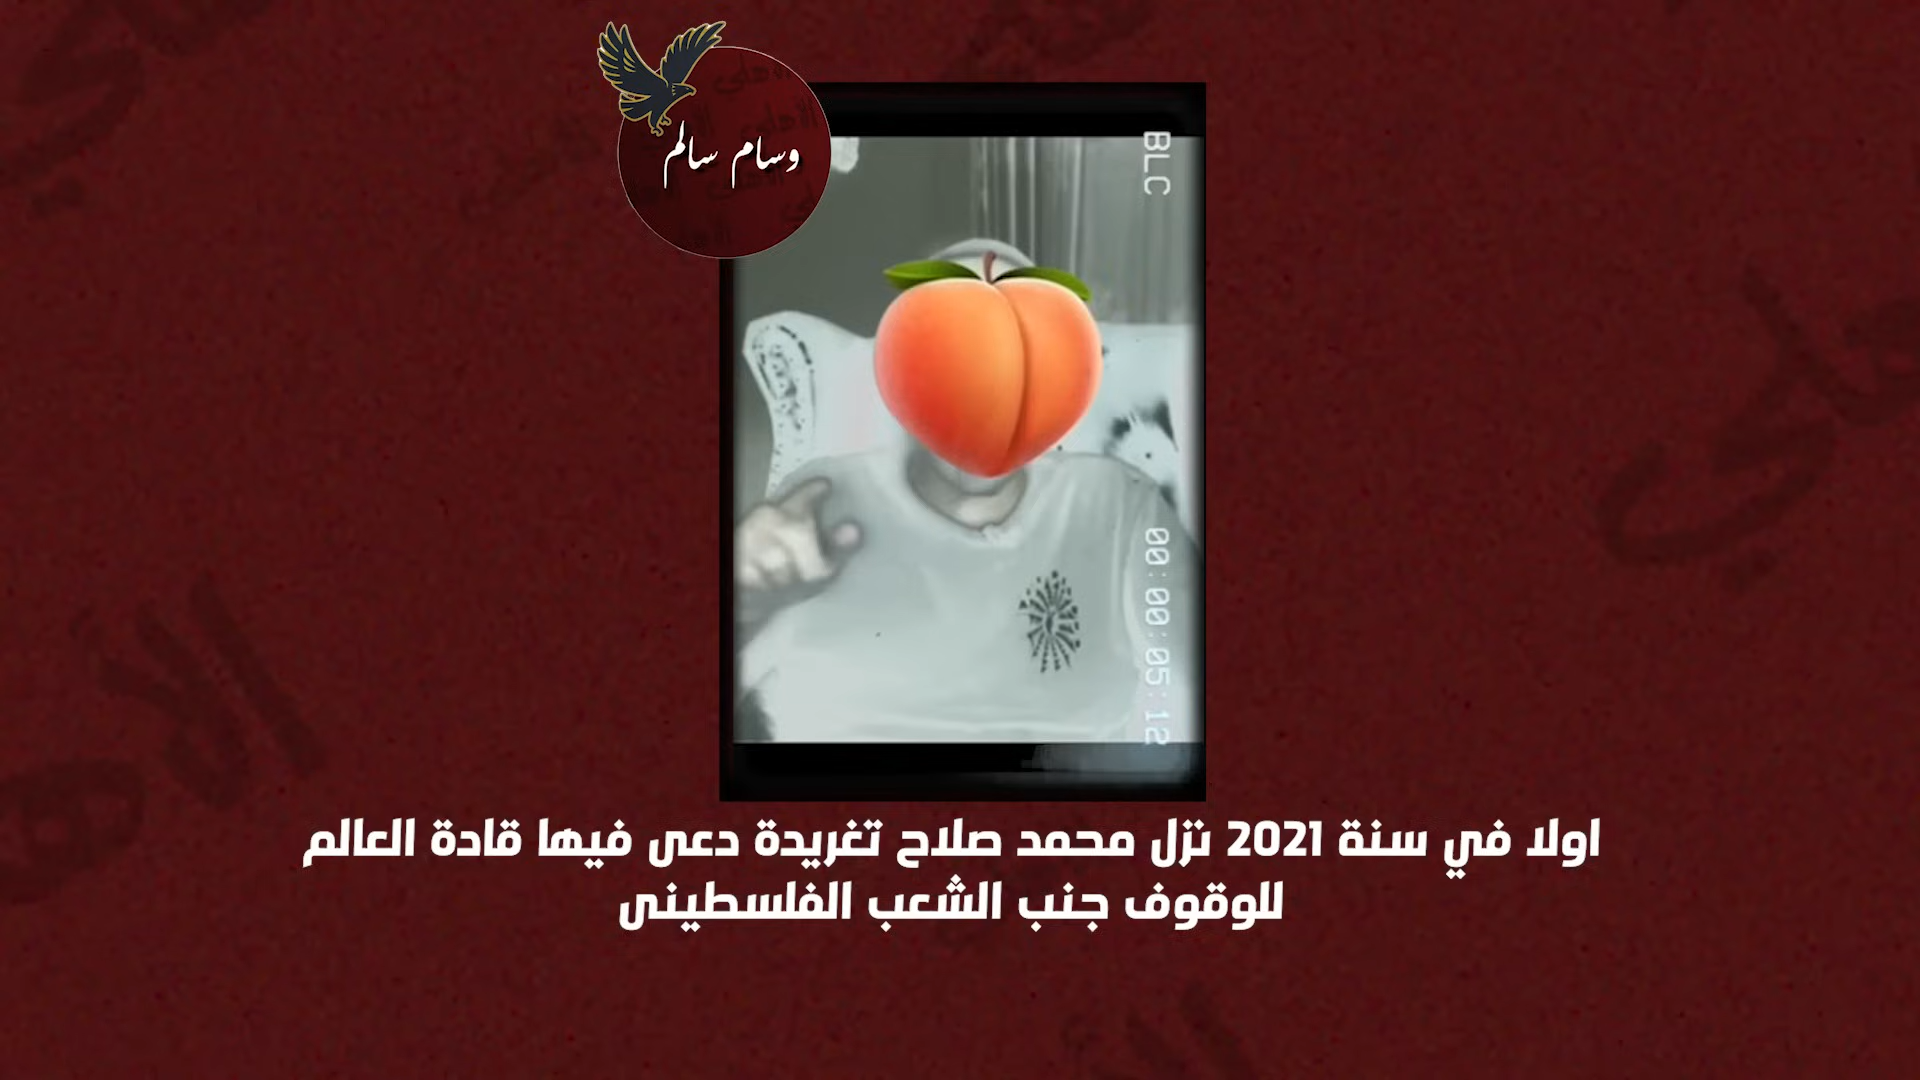 وسام سالم
BLC
00:00:05:12
اولا في سنة 2021 نزل محمد صلاح تغريدة دعى فيها قادة العالم
للوقوف جنب الشعب الفلسطينى